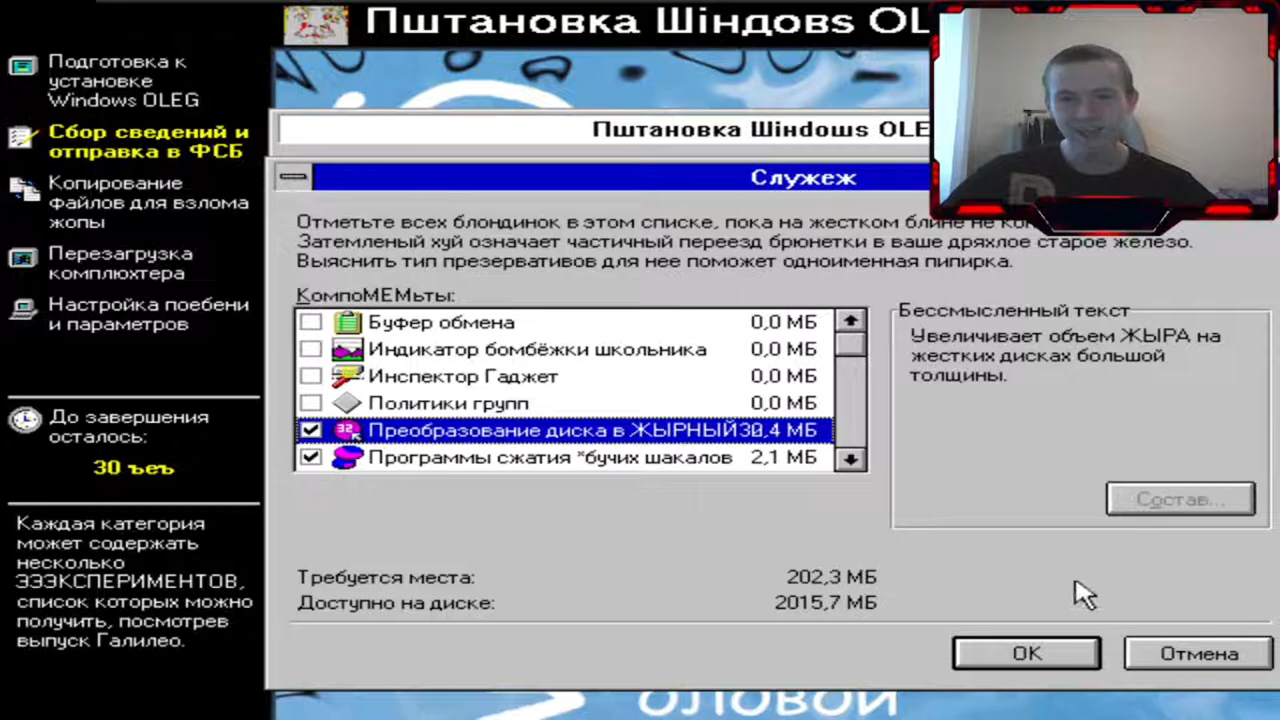 Пштановка Шіндовs OL
Подготовка к
установке
Windows OLEG
Сбор сведений и
отправка в ФСБ
Копирование
файлов для взлома
жопы
Перезагрузка
комплюхтера
Настройка поебени
и параметров
До завершения
осталось:
30 ъеъ
Каждая категория
может содержать
несколько
ЭЭЭКСПЕРИМЕНТОВ,
список которых можно
получить, посмотрев
выпуск Галилео.
Пштановка Шіндошs OLE
Служеж
Отметьте всех блондинок в этом списке, пока на жестком блине не
Затемленый хуй означает частичный переезд брюнетки в ваше дряхлое старое железо.
Выяснить тип презервативов для нее поможет одноименная пипирка.
КомпоМЕМьты:
Буфер обмена 0,0 МБ
Индикатор бомбёжки школьника 0,0 МБ
Инспектор Гаджет 0,0 МБ
Политики групп 0,0 МБ
Преобразование диска в ЖЫРНЫЙ 30,4 МБ
Программы сжатия *бучих шакалов 2,1 МБ
Бессмысленный текст
Увеличивает объем ЖЫРА на
жестких дисках большой
толщины.
Состав...
Требуется места: 202,3 МБ
Доступно на диске: 2015,7 МБ
OK
Отмена
ОЛОВОЙ